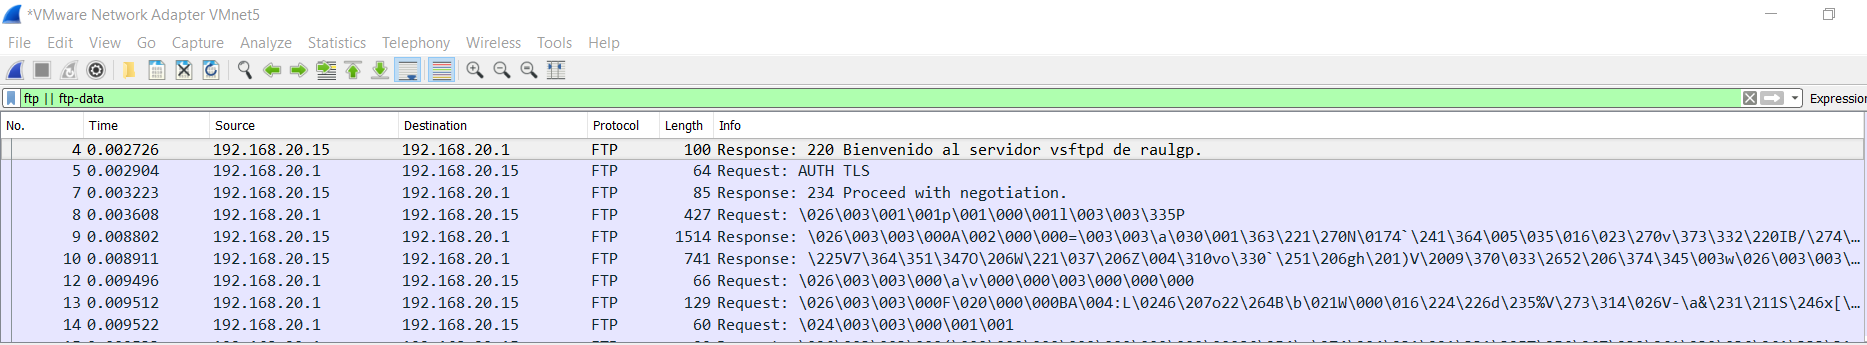 *VMware Network Adapter VMnet5
File Edit View Go Capture Analyze Statistics Telephony Wireless Tools Help
ftp || ftp-data Expression
No. Time Source Destination Protocol Length Info
4 0.002726 192.168.20.15 192.168.20.1 FTP 100 Response: 220 Bienvenido al servidor vsftpd de raulgp.
5 0.002904 192.168.20.1 192.168.20.15 FTP 64 Request: AUTH TLS
7 0.003223 192.168.20.15 192.168.20.1 FTP 85 Response: 234 Proceed with negotiation.
8 0.003608 192.168.20.1 192.168.20.15 FTP 427 Request: \026\003\001\001p\001\000\001l\003\003\335P
9 0.008802 192.168.20.15 192.168.20.1 FTP 1514 Response: \026\003\003\000A\002\000\000=\003\003\a\030\001\363\221\270N\0174`\241\364\005\035\016\023\270v\373\332\220IB/\274\…
10 0.008911 192.168.20.15 192.168.20.1 FTP 741 Response: \225V7\364\351\347O\206W\221\037\206Z\004\310vo\330`\251\206gh\201)V\2009\370\033\2652\206\374\345\003w\026\003\003\…
12 0.009496 192.168.20.1 192.168.20.15 FTP 66 Request: \026\003\003\000\a\v\000\000\003\000\000\000
13 0.009512 192.168.20.1 192.168.20.15 FTP 129 Request: \026\003\003\000F\020\000\000BA\004:L\0246\207o22\264B\b\021W\000\016\224\226d\235%V\273\314\026V-\a&\231\211S\246x[\…
14 0.009522 192.168.20.1 192.168.20.15 FTP 60 Request: \024\003\003\000\001\001